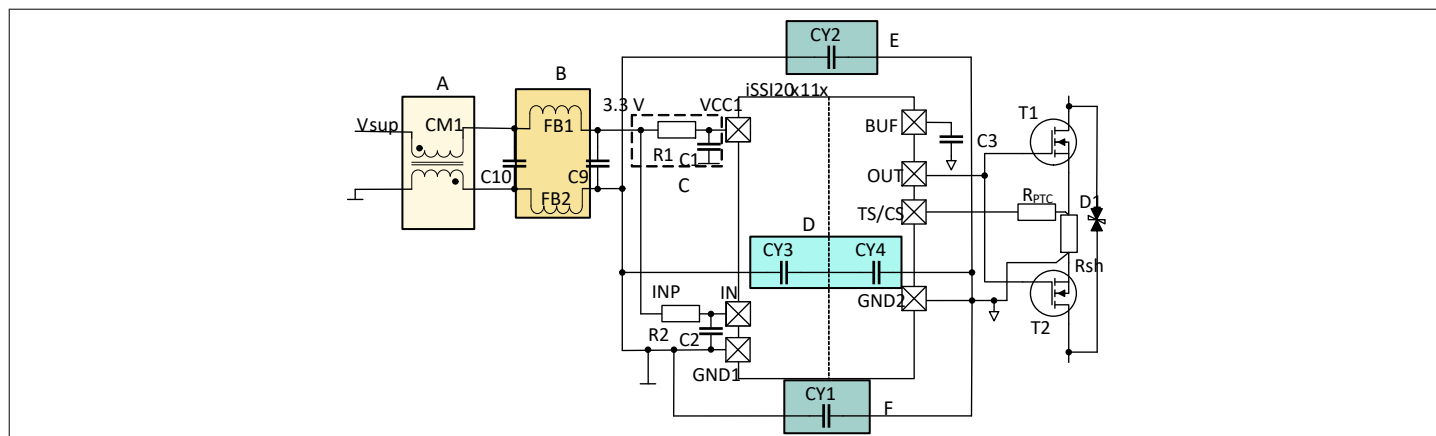 CY2
E
A
B
iSSI20x11x
3.3 V
VCC1
Vsup
CM1
FB1
BUF
T1
R1
C1
C3
C10
C9
C
OUT
FB2
TS/CS
RPTC
D1
D
CY3
CY4
Rsh
INP
IN
GND2
R2
C2
T2
GND1
CY1
F